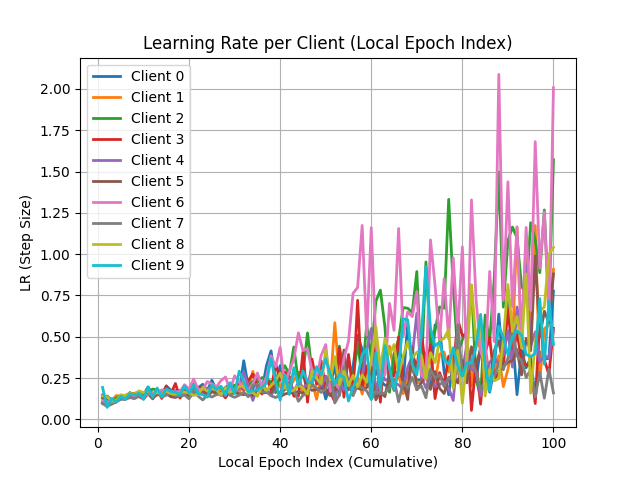 Learning Rate per Client (Local Epoch Index)
LR (Step Size)
2.00
1.75
1.50
1.25
1.00
0.75
0.50
0.25
0.00
Client 0
Client 1
Client 2
Client 3
Client 4
Client 5
Client 6
Client 7
Client 8
Client 9
0 20 40 60 80 100
Local Epoch Index (Cumulative)